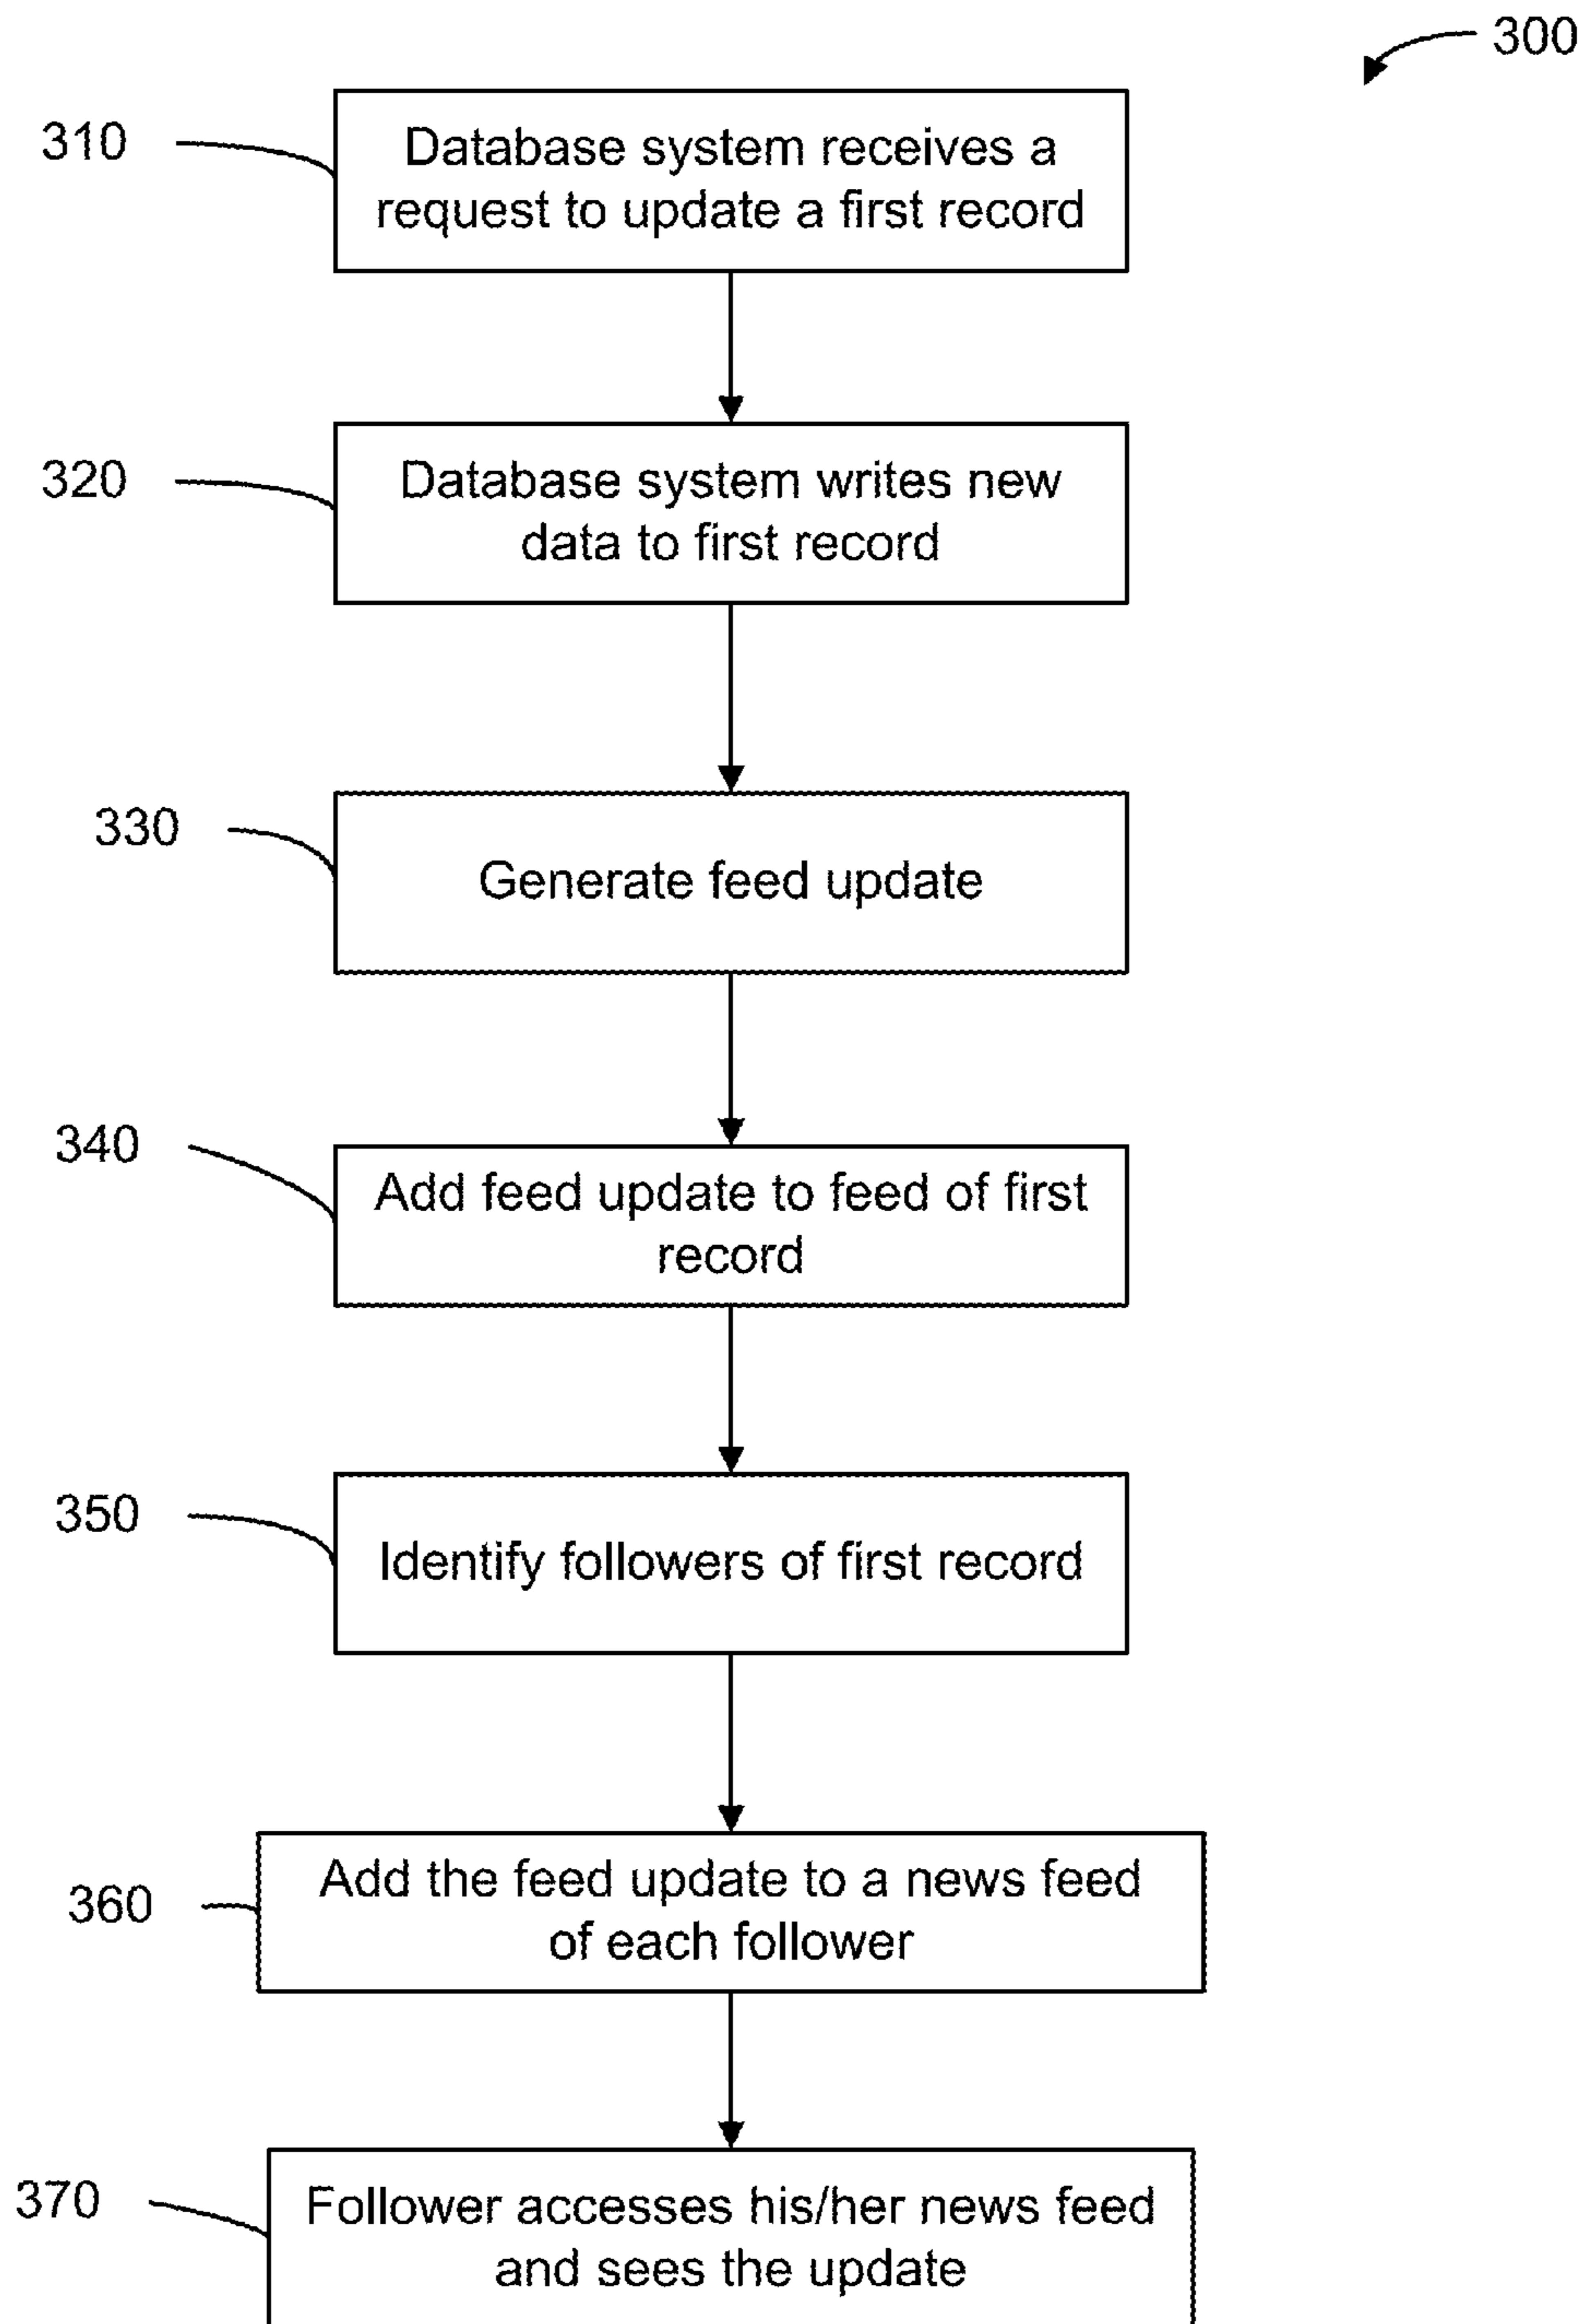 300
310
Database system receives a
request to update a first record
320
Database system writes new
data to first record
330
Generate feed update
340
Add feed update to feed of first
record
350
Identify followers of first record
360
Add the feed update to a news feed
of each follower
370
Follower accesses his/her news feed
and sees the update